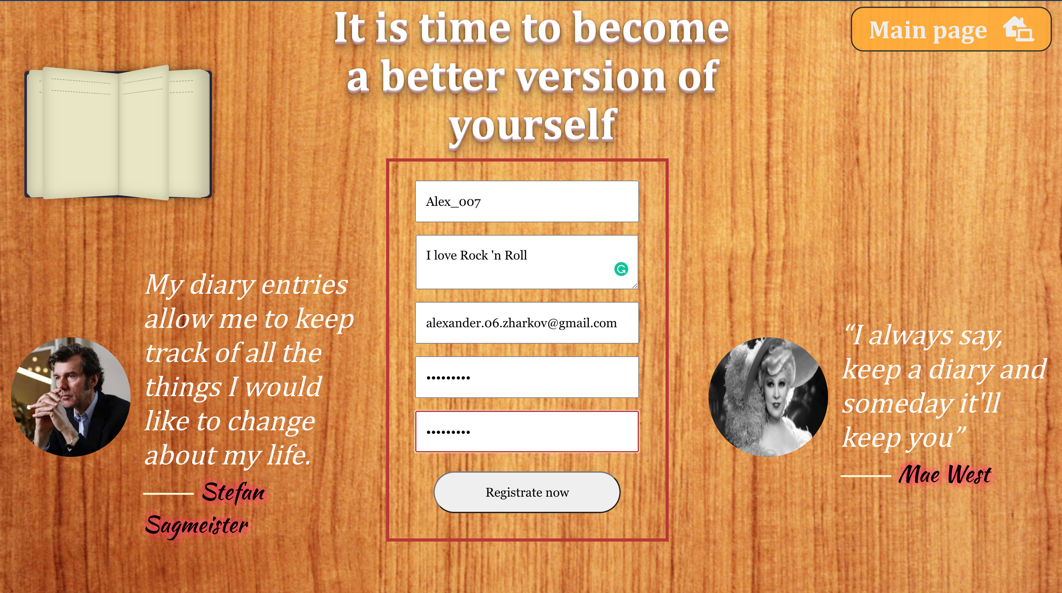 It is time to become
a better version of
yourself
Main page
Alex_007
I love Rock 'n Roll
alexander.06.zharkov@gmail.com
•••••••••
•••••••••
Registrate now
My diary entries
allow me to keep
track of all the
things I would
like to change
about my life.
Stefan
Sagmeister
“I always say,
keep a diary and
someday it'll
keep you”
Mae West